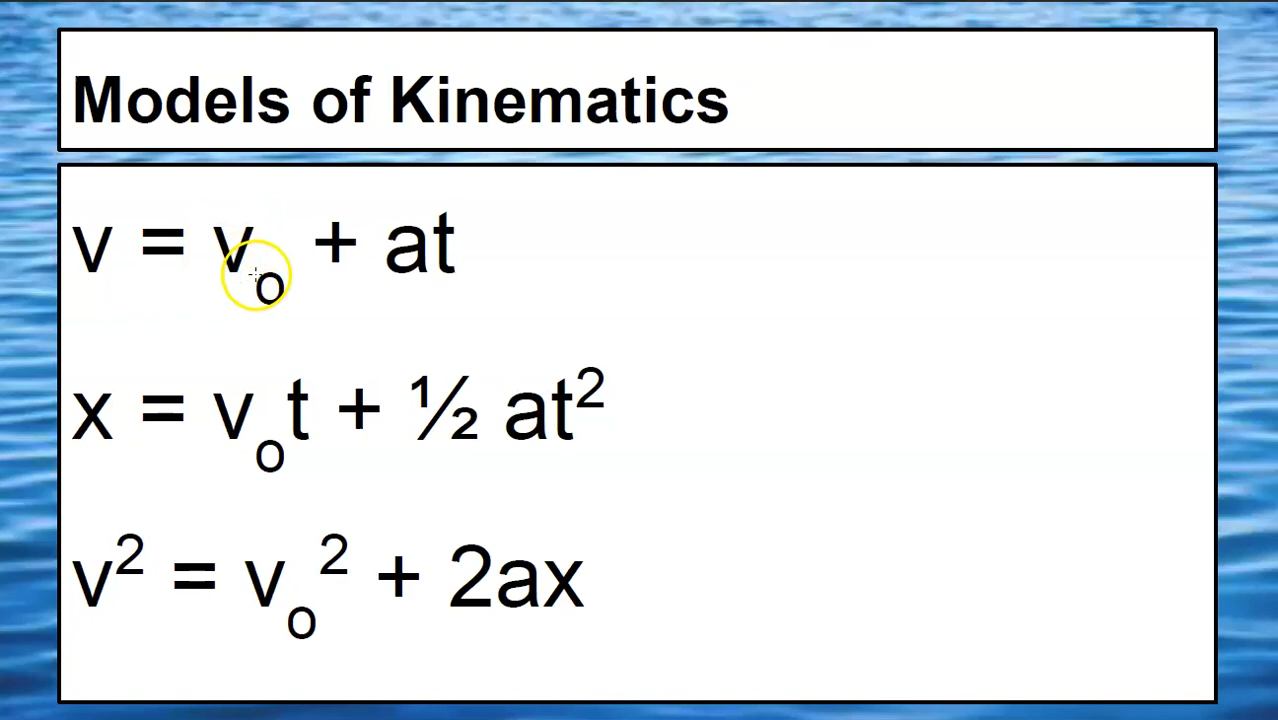 Models of Kinematics
v = vₒ + at
x = vₒt + ½ at²
v² = vₒ² + 2ax